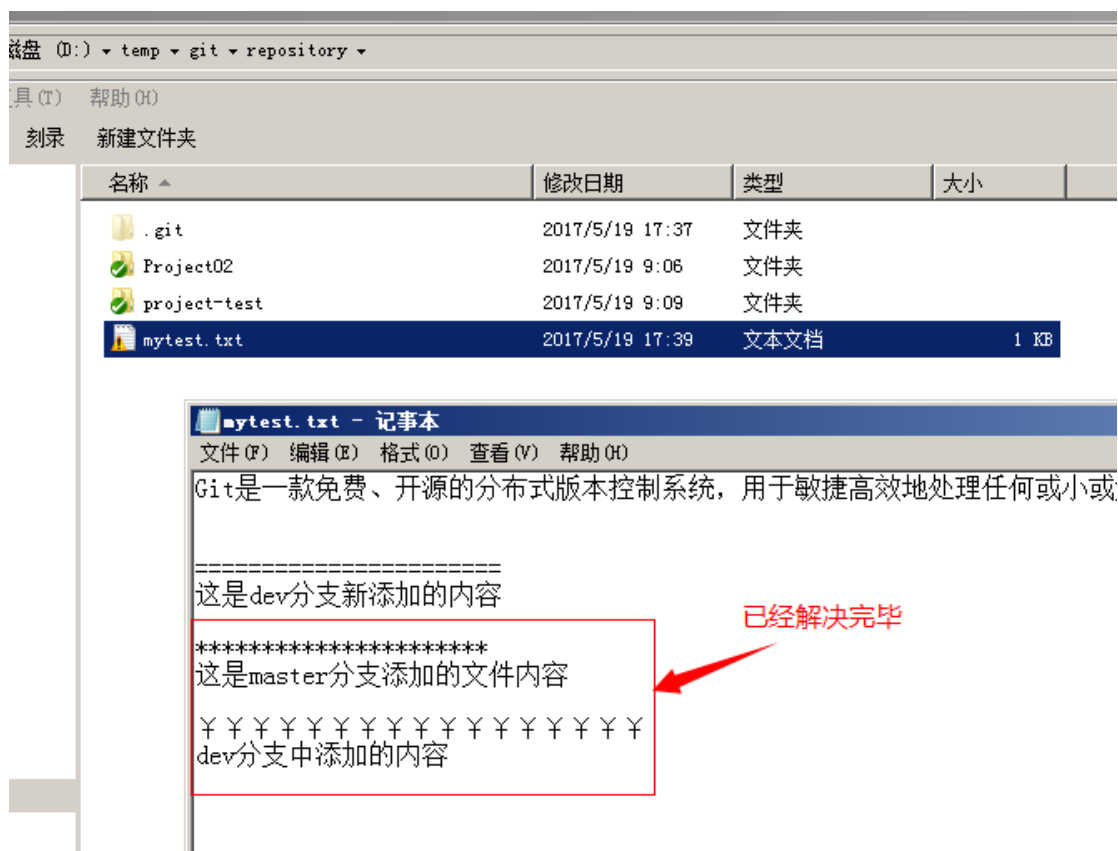 磁盘 (D:) ▾ temp ▾ git ▾ repository ▾
具(T) 帮助(H)
刻录 新建文件夹
名称 修改日期 类型 大小
.git 2017/5/19 17:37 文件夹
Project02 2017/5/19 9:06 文件夹
project-test 2017/5/19 9:09 文件夹
mytest.txt 2017/5/19 17:39 文本文档 1 KB
mytest.txt - 记事本
文件(F) 编辑(E) 格式(O) 查看(V) 帮助(H)
Git是一款免费、开源的分布式版本控制系统，用于敏捷高效地处理任何或小或
=======================
这是dev分支新添加的内容
已经解决完毕
**********************
这是master分支添加的文件内容
￥￥￥￥￥￥￥￥￥￥￥￥￥￥￥￥￥
dev分支中添加的内容